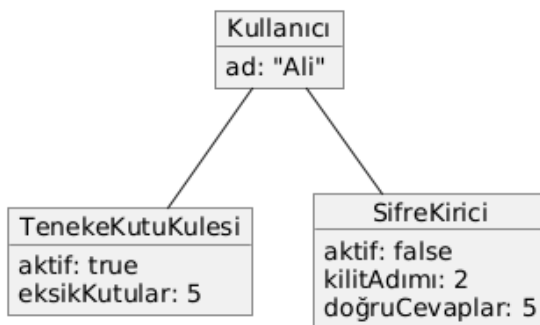 Kullanıcı
ad: "Ali"
TenekeKutuKulesi
aktif: true
eksikKutular: 5
SifreKirici
aktif: false
kilitAdımı: 2
doğruCevaplar: 5